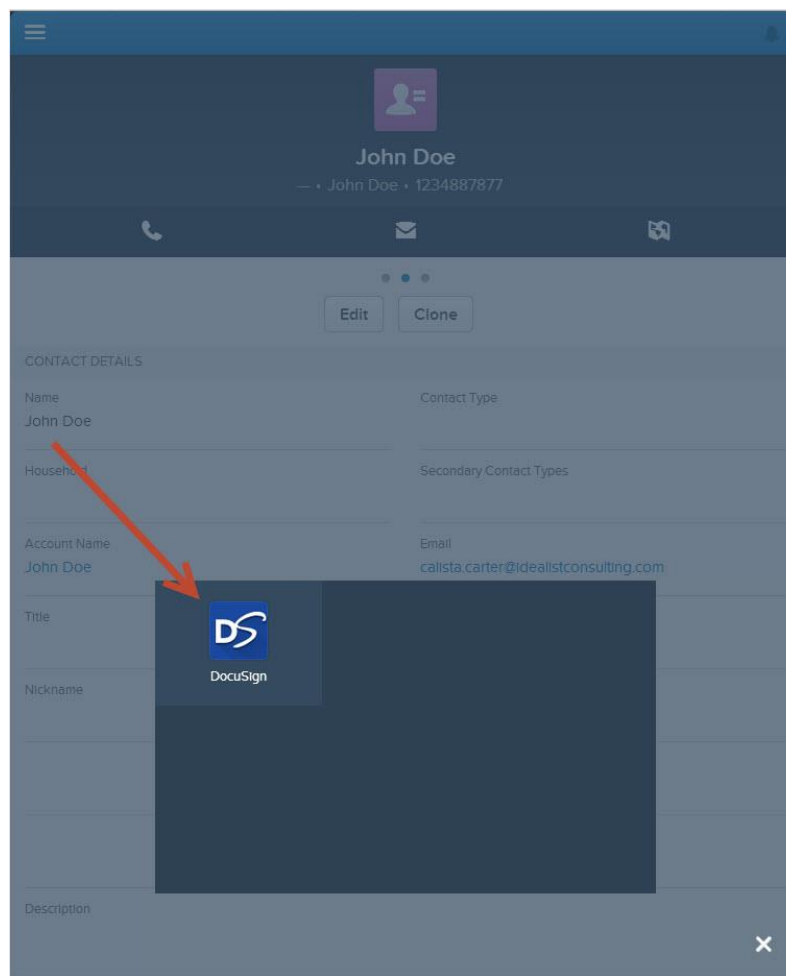 John Doe
— • John Doe • 1234887877
Edit Clone
CONTACT DETAILS
Name Contact Type
John Doe
Household Secondary Contact Types
Account Name Email
John Doe calista.carter@idealistconsulting.com
Title
DS
DocuSign
Nickname
Description